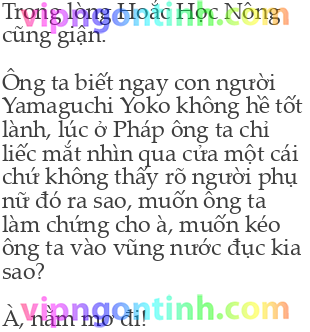 Trong lòng Hoắc Học Nông
vipngontinh.com
cũng giận.
Ông ta biết ngay con người
Yamaguchi Yoko không hề tốt
lành, lúc ở Pháp ông ta chỉ
liếc mắt nhìn qua cửa một cái
chứ không thấy rõ người phụ
nữ đó ra sao, muốn ông ta
làm chứng cho à, muốn kéo
ông ta vào vũng nước đục kia
sao?
vipngontinh.com
À, nằm mơ đi!